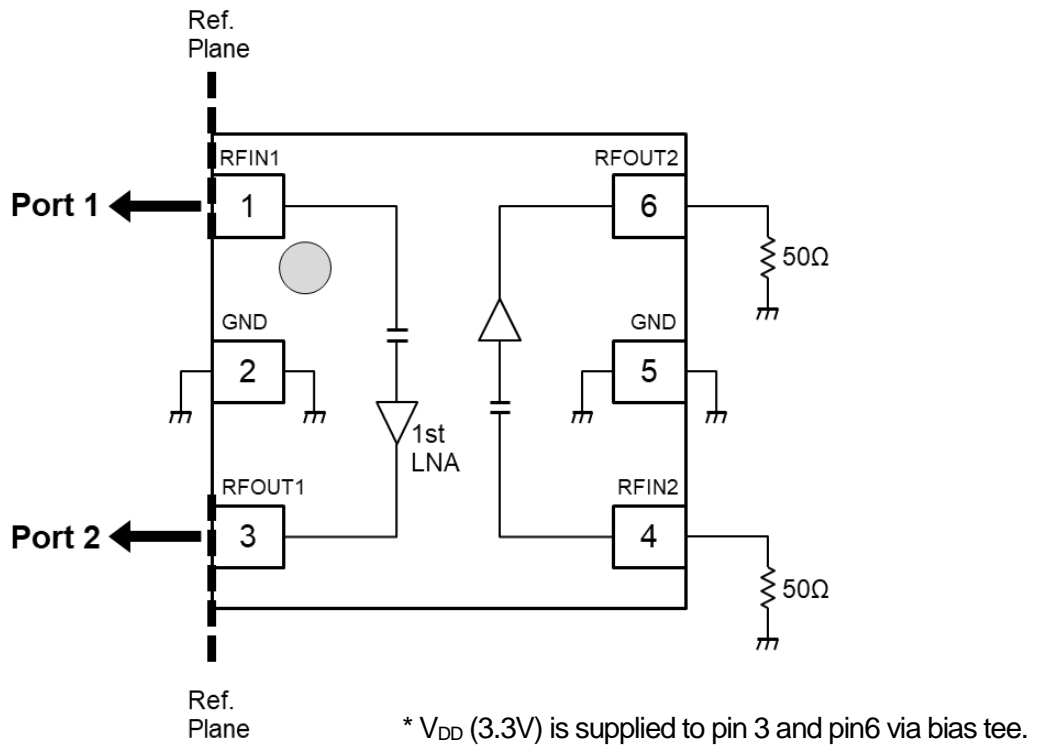 Ref.
Plane
RFIN1
RFOUT2
Port 1
1
6
50Ω
GND
GND
2
5
1st
LNA
RFOUT1
RFIN2
Port 2
3
4
50Ω
Ref.
Plane
* VDD (3.3V) is supplied to pin 3 and pin6 via bias tee.